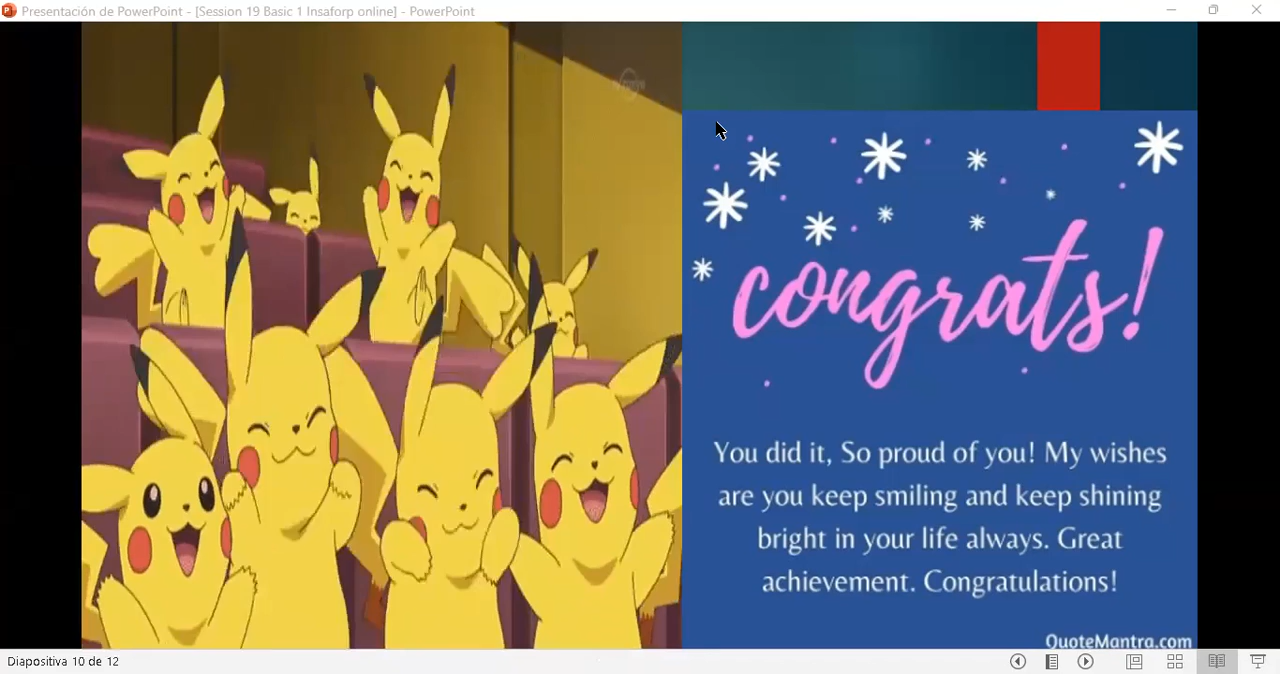 Presentación de PowerPoint - [Session 19 Basic 1 Insaforp online] - PowerPoint
congrats!
You did it, So proud of you! My wishes
are you keep smiling and keep shining
bright in your life always. Great
achievement. Congratulations!
QuoteMantra.com
Diapositiva 10 de 12